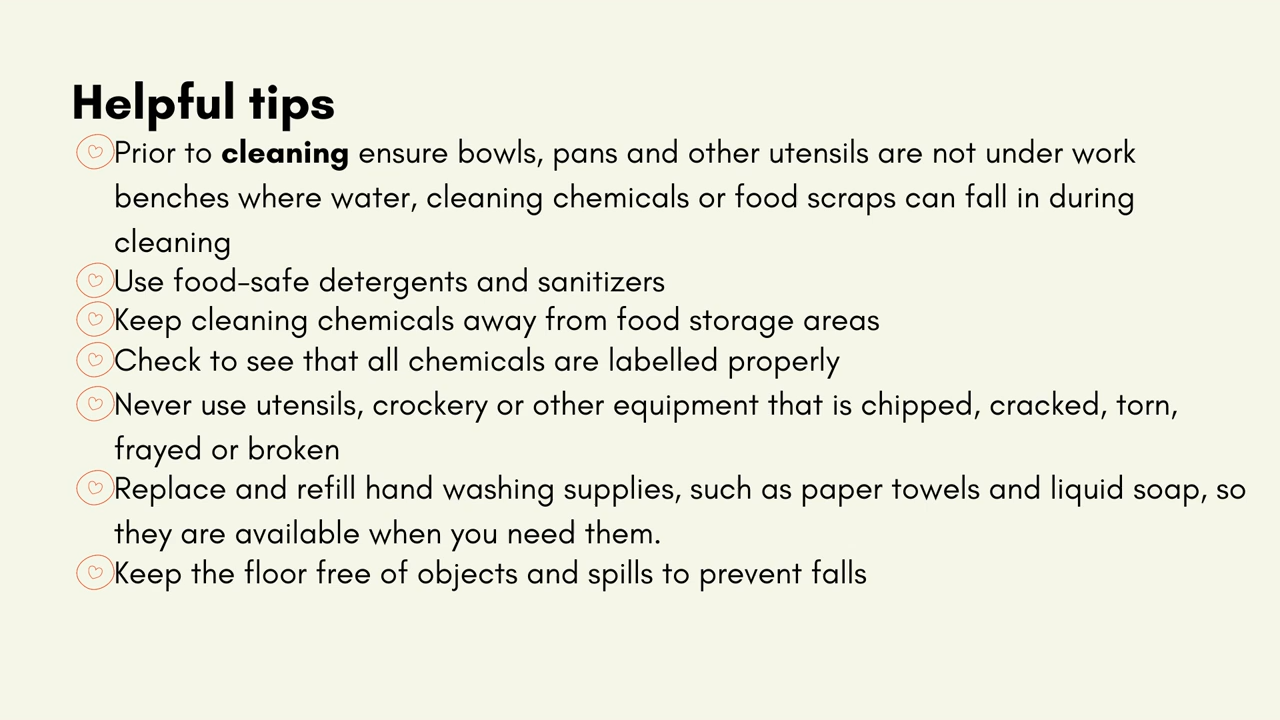 Helpful tips
Prior to cleaning ensure bowls, pans and other utensils are not under work
benches where water, cleaning chemicals or food scraps can fall in during
cleaning
Use food-safe detergents and sanitizers
Keep cleaning chemicals away from food storage areas
Check to see that all chemicals are labelled properly
Never use utensils, crockery or other equipment that is chipped, cracked, torn,
frayed or broken
Replace and refill hand washing supplies, such as paper towels and liquid soap, so
they are available when you need them.
Keep the floor free of objects and spills to prevent falls